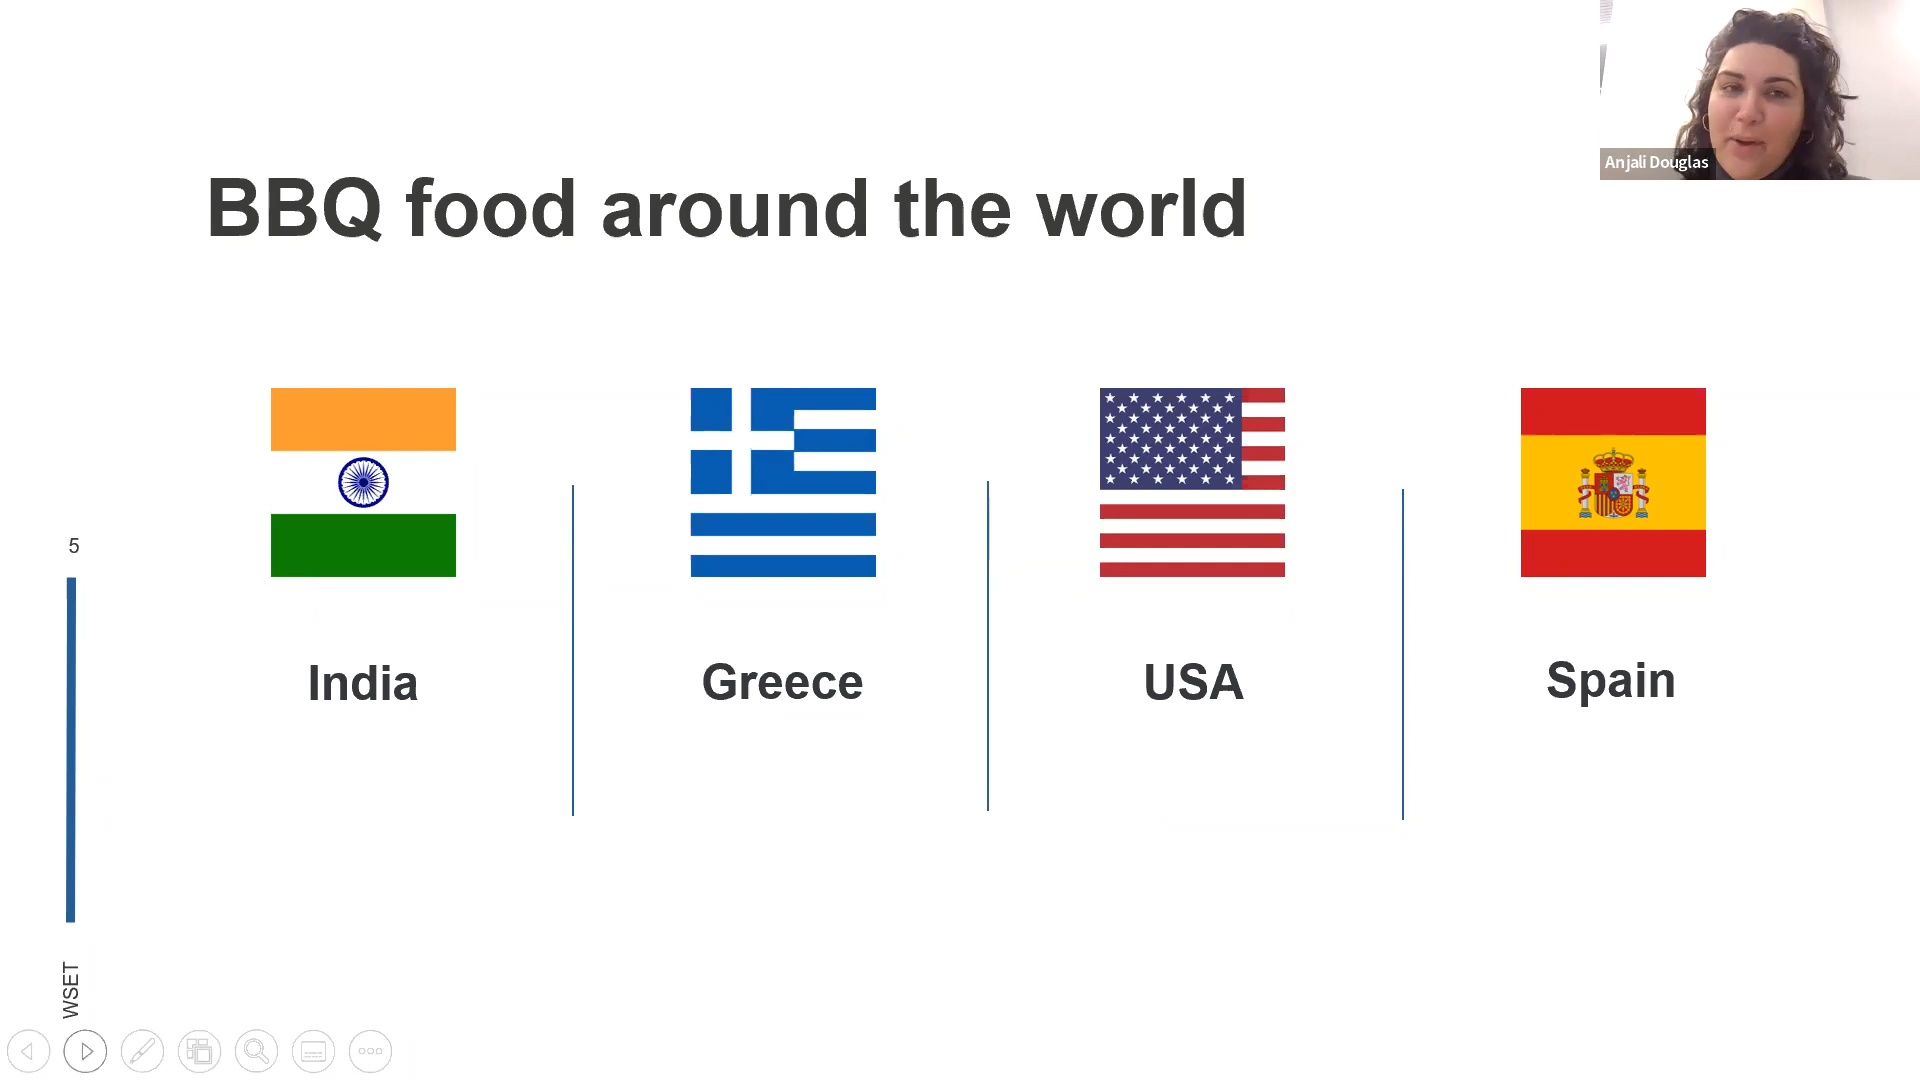 Anjali Douglas
BBQ food around the world
India
Greece
USA
Spain
5
WSET